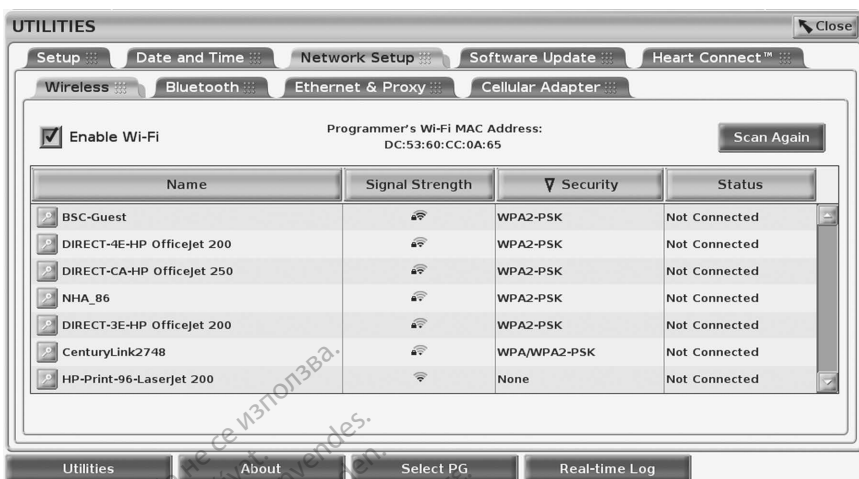 UTILITIES
Close
Setup Date and Time Network Setup Software Update Heart Connect™
Wireless Bluetooth Ethernet & Proxy Cellular Adapter
Enable Wi-Fi
Programmer's Wi-Fi MAC Address:
DC:53:60:CC:0A:65
Scan Again
Name Signal Strength Security Status
BSC-Guest WPA2-PSK Not Connected
DIRECT-4E-HP OfficeJet 200 WPA2-PSK Not Connected
DIRECT-CA-HP OfficeJet 250 WPA2-PSK Not Connected
NHA_86 WPA2-PSK Not Connected
DIRECT-3E-HP OfficeJet 200 WPA2-PSK Not Connected
CenturyLink2748 WPA/WPA2-PSK Not Connected
HP-Print-96-LaserJet 200 None Not Connected
не се използва.
Utilities About Select PG Real-time Log